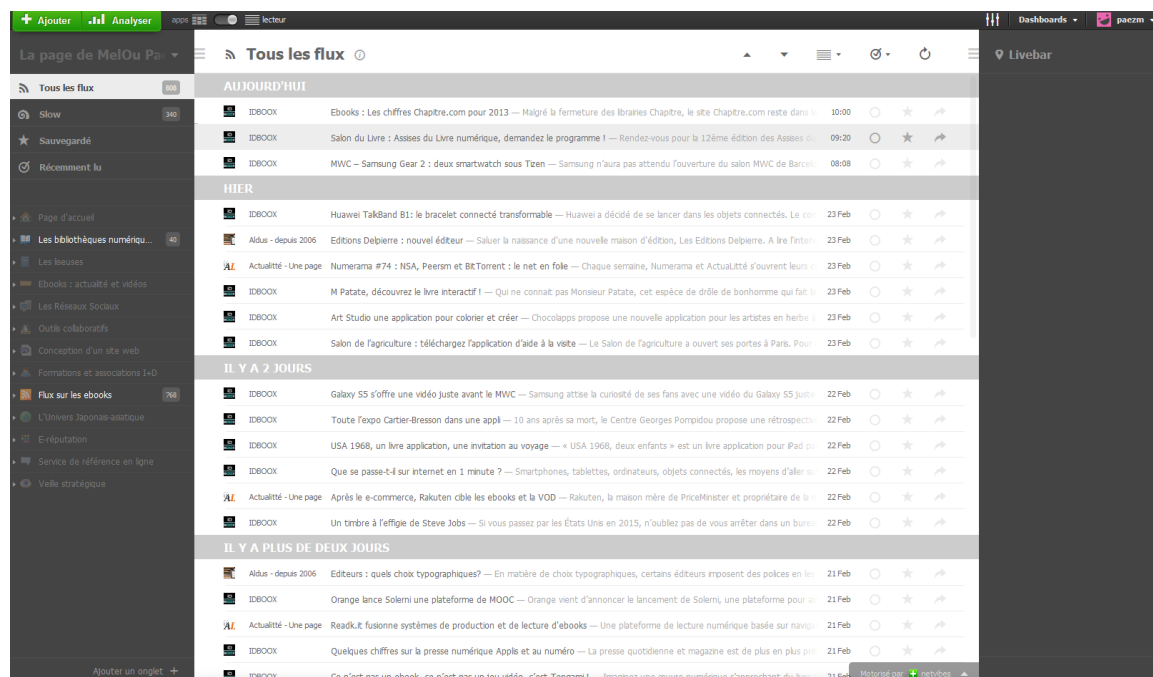 Ajouter Analyser apps lecteur Dashboards paezm
La page de MelOu Pa
Tous les flux
Livebar
Tous les flux 808
Slow 340
Sauvegardé
Récemment lu
Page d'accueil
Les bibliothèques numériqu... 40
Les liseuses
Ebooks : actualité et vidéos
Les Réseaux Sociaux
Outils collaboratifs
Conception d'un site web
Formations et associations I+D
Flux sur les ebooks 768
L'Univers Japonais-asiatique
E-réputation
Service de référence en ligne
Veille stratégique
Ajouter un onglet +
AUJOURD'HUI
IDBOOX Ebooks : Les chiffres Chapitre.com pour 2013 — Malgré la fermeture des librairies Chapitre, le site Chapitre.com reste dans 10:00
IDBOOX Salon du Livre : Assises du Livre numérique, demandez le programme ! — Rendez-vous pour la 12ème édition des Assises 09:20
IDBOOX MWC – Samsung Gear 2 : deux smartwatch sous Tizen — Samsung n'aura pas attendu l'ouverture du salon MWC de 08:08
HIER
IDBOOX Huawei TalkBand B1: le bracelet connecté transformable — Huawei a décidé de se lancer dans les objets connectés. Le 23 Feb
Aldus - depuis 2006 Editions Delpierre : nouvel éditeur — Saluer la naissance d'une nouvelle maison d'édition, Les Editions Delpierre. A lire 23 Feb
Actualitté - Une page Numerama #74 : NSA, Peersm et BitTorrent : le net en folie — Chaque semaine, Numerama et ActuaLitté s'ouvrent leurs 23 Feb
IDBOOX M Patate, découvrez le livre interactif ! — Qui ne connait pas Monsieur Patate, cet espèce de drôle de bonhomme qui fait 23 Feb
IDBOOX Art Studio une application pour colorier et créer — Chocolapps propose une nouvelle application pour les artistes en herbe 23 Feb
IDBOOX Salon de l'agriculture : téléchargez l'application d'aide à la visite — Le Salon de l'agriculture a ouvert ses portes à Paris. Pour 23 Feb
IL Y A 2 JOURS
IDBOOX Galaxy S5 s'offre une vidéo juste avant le MWC — Samsung attise la curiosité de ses fans avec une vidéo du Galaxy S5 22 Feb
IDBOOX Toute l'expo Cartier-Bresson dans une appli — 10 ans après sa mort, le Centre Georges Pompidou propose une 22 Feb
IDBOOX USA 1968, un livre application, une invitation au voyage — « USA 1968, deux enfants » est un livre application pour iPad 22 Feb
IDBOOX Que se passe-t-il sur internet en 1 minute ? — Smartphones, tablettes, ordinateurs, objets connectés, les moyens d'aller 22 Feb
Actualitté - Une page Après le e-commerce, Rakuten cible les ebooks et la VOD — Rakuten, la maison mère de PriceMinister et propriétaire de 22 Feb
IDBOOX Un timbre à l'effigie de Steve Jobs — Si vous passez par les États Unis en 2015, n'oubliez pas de vous arrêter dans un 22 Feb
IL Y A PLUS DE DEUX JOURS
Aldus - depuis 2006 Editeurs : quels choix typographiques? — En matière de choix typographiques, certains éditeurs imposent des polices en 21 Feb
IDBOOX Orange lance Solerni une plateforme de MOOC — Orange vient d'annoncer le lancement de Solerni, une plateforme pour 21 Feb
Actualitté - Une page Readk.it fusionne systèmes de production et de lecture d'ebooks — Une plateforme de lecture numérique basée sur 21 Feb
IDBOOX Quelques chiffres sur la presse numérique Applis et au numéro — La presse quotidienne et magazine est de plus en plus 21 Feb
Motorisé par netvibes